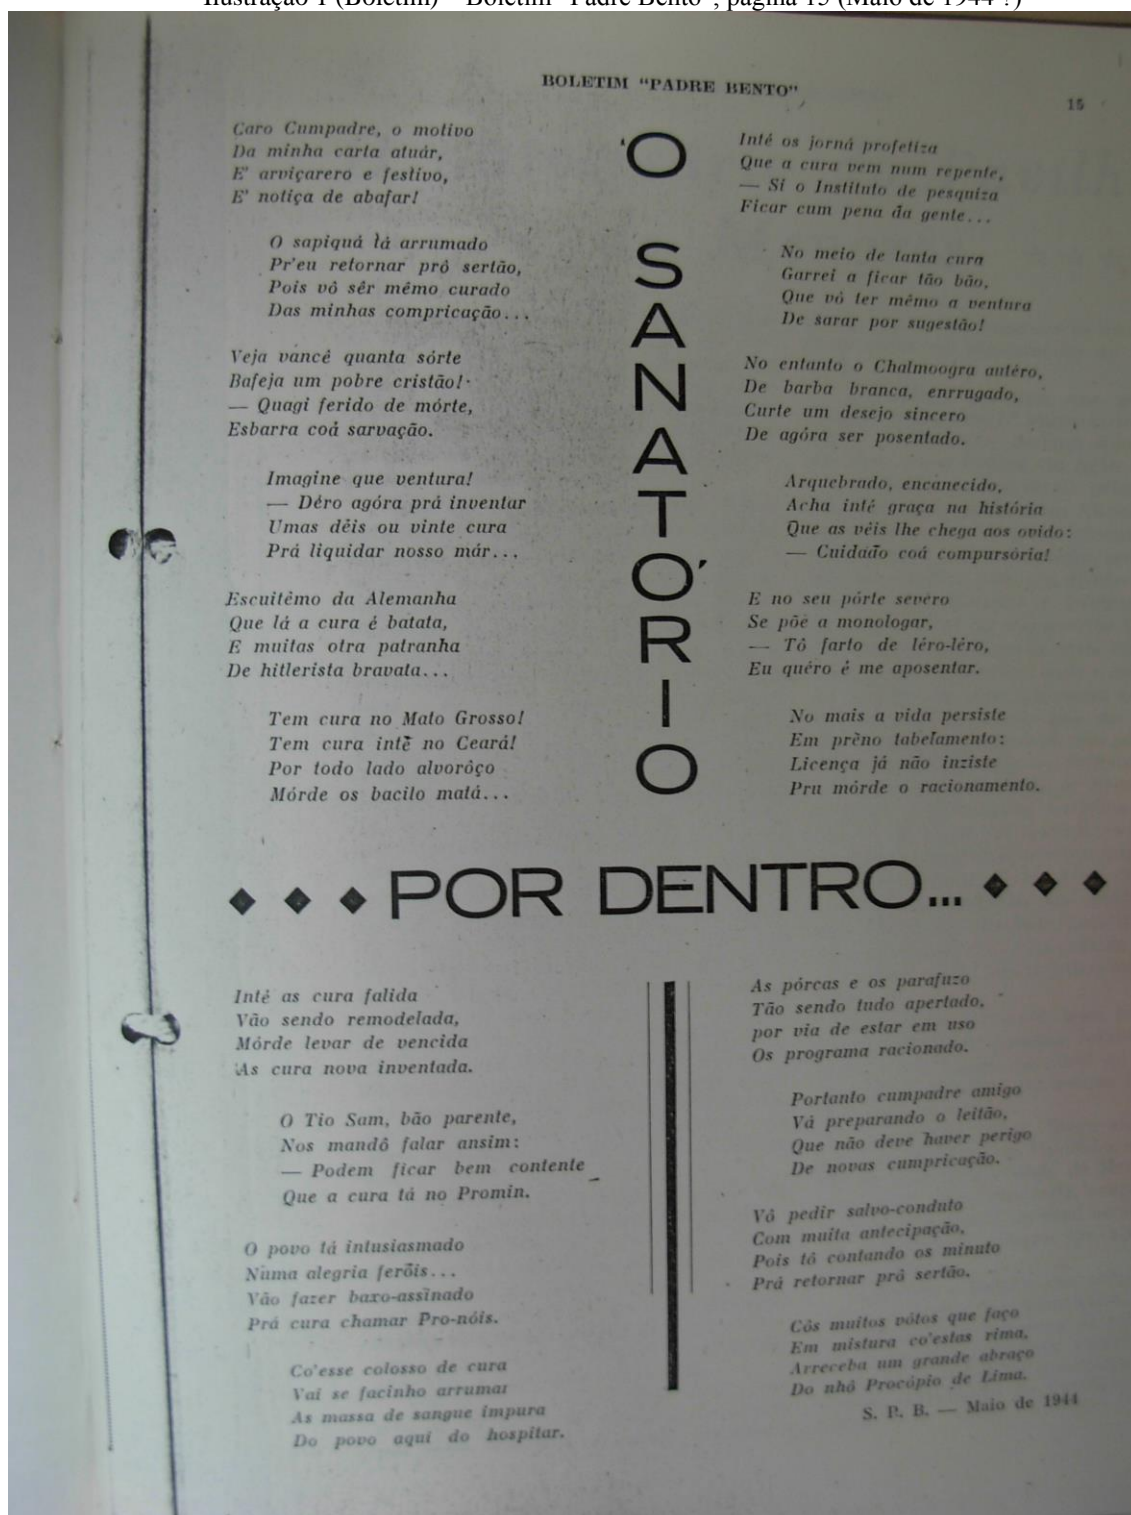 Ilustração 1 (Boletim) – Boletim "Padre Bento", página 15 (Maio de 1944 ?)
BOLETIM "PADRE BENTO"
15
O SANATÓRIO
Caro Cumpadre, o motivo
Da minha carta atuár,
E' arviçarero e festivo,
E' notiça de abafar!
O sapiquá tá arrumado
Pr'eu retornar prô sertão,
Pois vô sêr mêmo curado
Das minhas compricação...
Veja vancê quanta sórte
Bafeja um pobre cristão!
— Quagi ferido de mórte,
Esbarra coá sarvação.
Imagine que ventura!
— Déro agóra prá inventar
Umas déis ou vinte cura
Prá liquidar nosso már...
Escuitêmo da Alemanha
Que lá a cura é batata,
E muitas otra patranha
De hitlerista bravata...
Tem cura no Mato Grosso!
Tem cura inté no Ceará!
Por todo lado alvorôço
Mórde os bacilo matá...
Inté os jorná profetiza
Que a cura vem num repente,
— Si o Instituto de pesquiza
Ficar cum pena da gente...
No meio de tanta cura
Garrei a ficar tão bão,
Que vô ter mêmo a ventura
De sarar por sugestão!
No entanto o Chalmoogra autéro,
De barba branca, enrrugado,
Curte um desejo sincero
De agóra ser posentado.
Arquebrado, encanecido,
Acha inté graça na história
Que as véis lhe chega aos ovido:
— Cuidado coá compursória!
E no seu pórte severo
Se põe a monologar,
— Tô farto de léro-léro,
Eu quéro é me aposentar.
No mais a vida persiste
Em prêno tabelamento:
Licença já não inziste
Pru mórde o racionamento.
POR DENTRO...
Inté as cura falida
Vão sendo remodelada,
Mórde levar de vencida
As cura nova inventada.
O Tio Sam, bão parente,
Nos mandô falar ansim:
— Podem ficar bem contente
Que a cura tá no Promin.
O povo tá intusiasmado
Numa alegria feróis...
Vão fazer baxo-assinado
Prá cura chamar Pro-nóis.
Co'esse colosso de cura
Vai se facinho arrumar
As massa de sangue impura
Do povo aqui do hospitar.
As pórcas e os parafuzo
Tão sendo tudo apertado,
por via de estar em uso
Os programa racionado.
Portanto cumpadre amigo
Vá preparando o leitão,
Que não deve haver perigo
De novas cumpricação.
Vô pedir salvo-conduto
Com muita antecipação,
Pois tô contando os minuto
Prá retornar prô sertão.
Côs muitos vótos que faço
Em mistura co'estas rima,
Arreceba um grande abraço
Do nhô Procópio de Lima.
S. P. B. — Maio de 1944